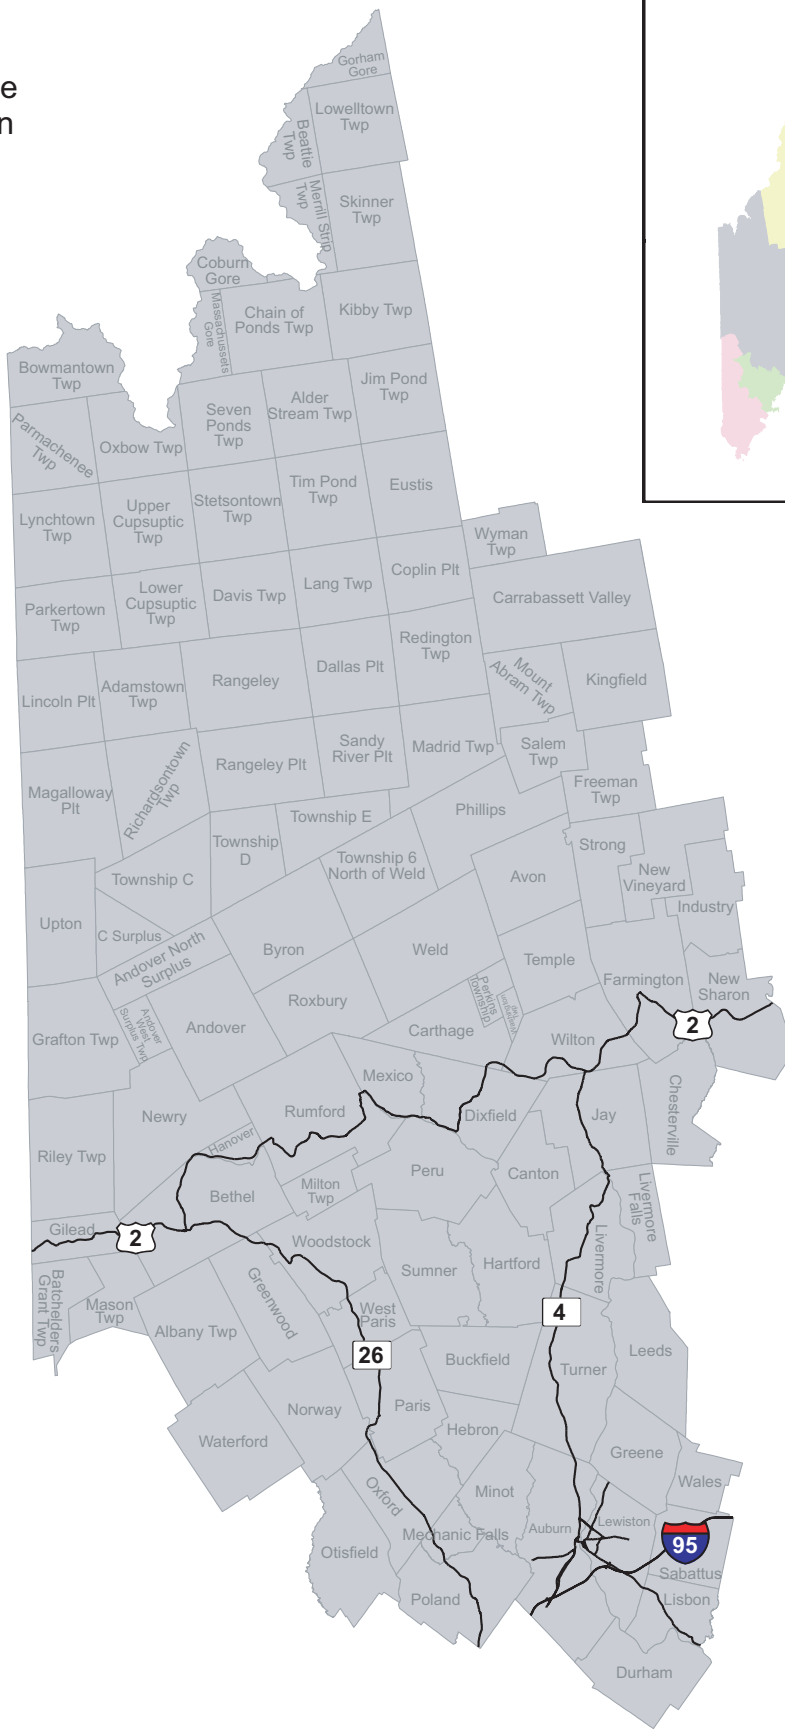 e
n
Gorham
Gore
Lowelltown
Twp
Beattie
Twp
Merrill Strip
Twp
Skinner
Twp
Coburn
Gore
Massachussets
Gore
Chain of
Ponds Twp
Kibby Twp
Bowmantown
Twp
Jim Pond
Twp
Alder
Stream Twp
Seven
Ponds
Twp
Parmachenee
Twp
Oxbow Twp
Tim Pond
Twp
Eustis
Stetsontown
Twp
Upper
Cupsuptic
Twp
Lynchtown
Twp
Wyman
Twp
Coplin Plt
Lang Twp
Davis Twp
Lower
Cupsuptic
Twp
Parkertown
Twp
Carrabassett Valley
Redington
Twp
Dallas Plt
Rangeley
Adamstown
Twp
Lincoln Plt
Mount
Abram Twp
Kingfield
Sandy
River Plt
Madrid Twp
Salem
Twp
Rangeley Plt
Richardsontown
Twp
Magalloway
Plt
Freeman
Twp
Phillips
Township E
Township
D
Township 6
North of Weld
Strong
Avon
New
Vineyard
Industry
Township C
Upton
C Surplus
Andover North
Surplus
Byron
Weld
Temple
Farmington
New
Sharon
Perkins
Township
Roxbury
Andover
Andover
West
Surplus Twp
Grafton Twp
Carthage
Wilton
2
Mexico
Rumford
Dixfield
Jay
Chesterville
Newry
Hanover
Riley Twp
Peru
Canton
Milton
Twp
Bethel
Livermore
Falls
Gilead
2
Woodstock
Sumner
Hartford
Livermore
Batchelders
Grant Twp
Mason
Twp
Albany Twp
Greenwood
West
Paris
4
26
Buckfield
Turner
Leeds
Norway
Paris
Hebron
Waterford
Greene
Wales
Oxford
Minot
Mechanic Falls
Auburn
Lewiston
95
Otisfield
Sabattus
Poland
Lisbon
Durham